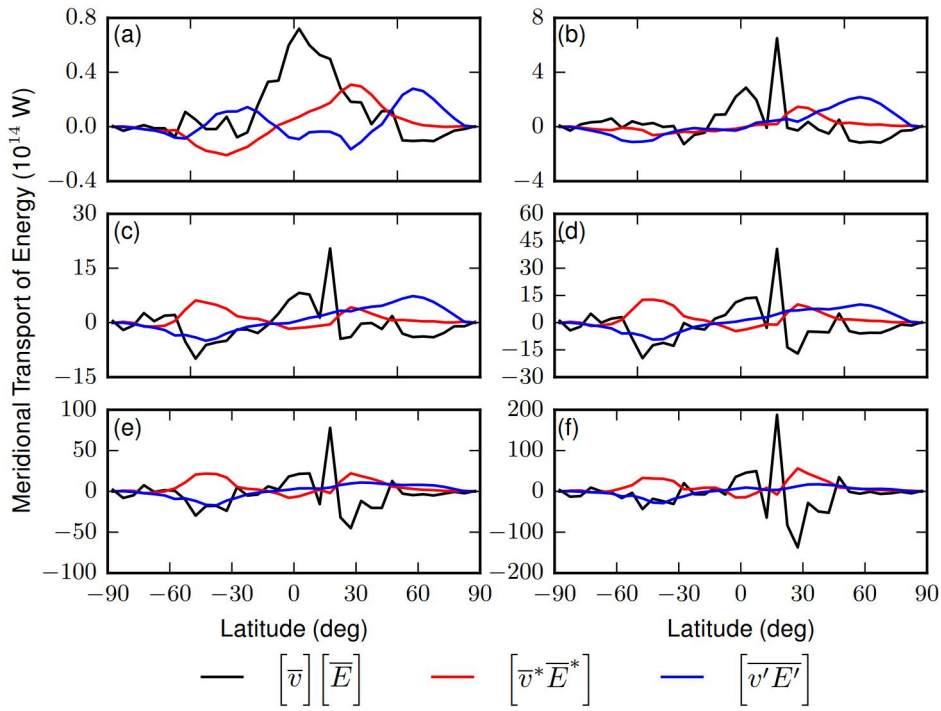 Meridional Transport of Energy (10^14 W)
(a)
0.8
0.4
0.0
−0.4
(b)
8
4
0
−4
(c)
30
15
0
−15
(d)
60
45
30
15
0
−15
−30
(e)
100
50
0
−50
−100
−90 −60 −30 0 30 60 90
Latitude (deg)
(f)
200
100
0
−100
−200
−90 −60 −30 0 30 60 90
Latitude (deg)
[v̅][E̅] [v̅*E̅*] [v′E′]̅